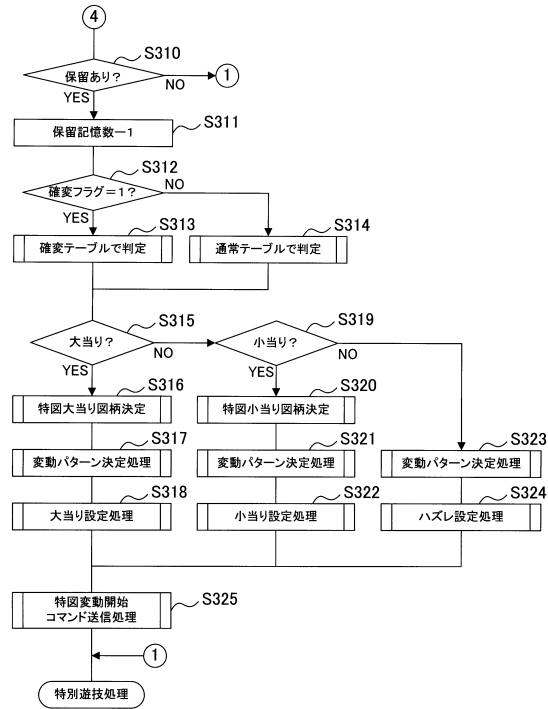 4
S310
保留あり?
NO
1
YES
保留記憶数ー1
S311
S312
確変フラグ=1?
NO
YES
S313
確変テーブルで判定
S314
通常テーブルで判定
S315
大当り?
NO
YES
S319
小当り?
NO
YES
S316
特図大当り図柄決定
S320
特図小当り図柄決定
S317
変動パターン決定処理
S321
変動パターン決定処理
S323
変動パターン決定処理
S318
大当り設定処理
S322
小当り設定処理
S324
ハズレ設定処理
特図変動開始
コマンド送信処理
S325
1
特別遊技処理